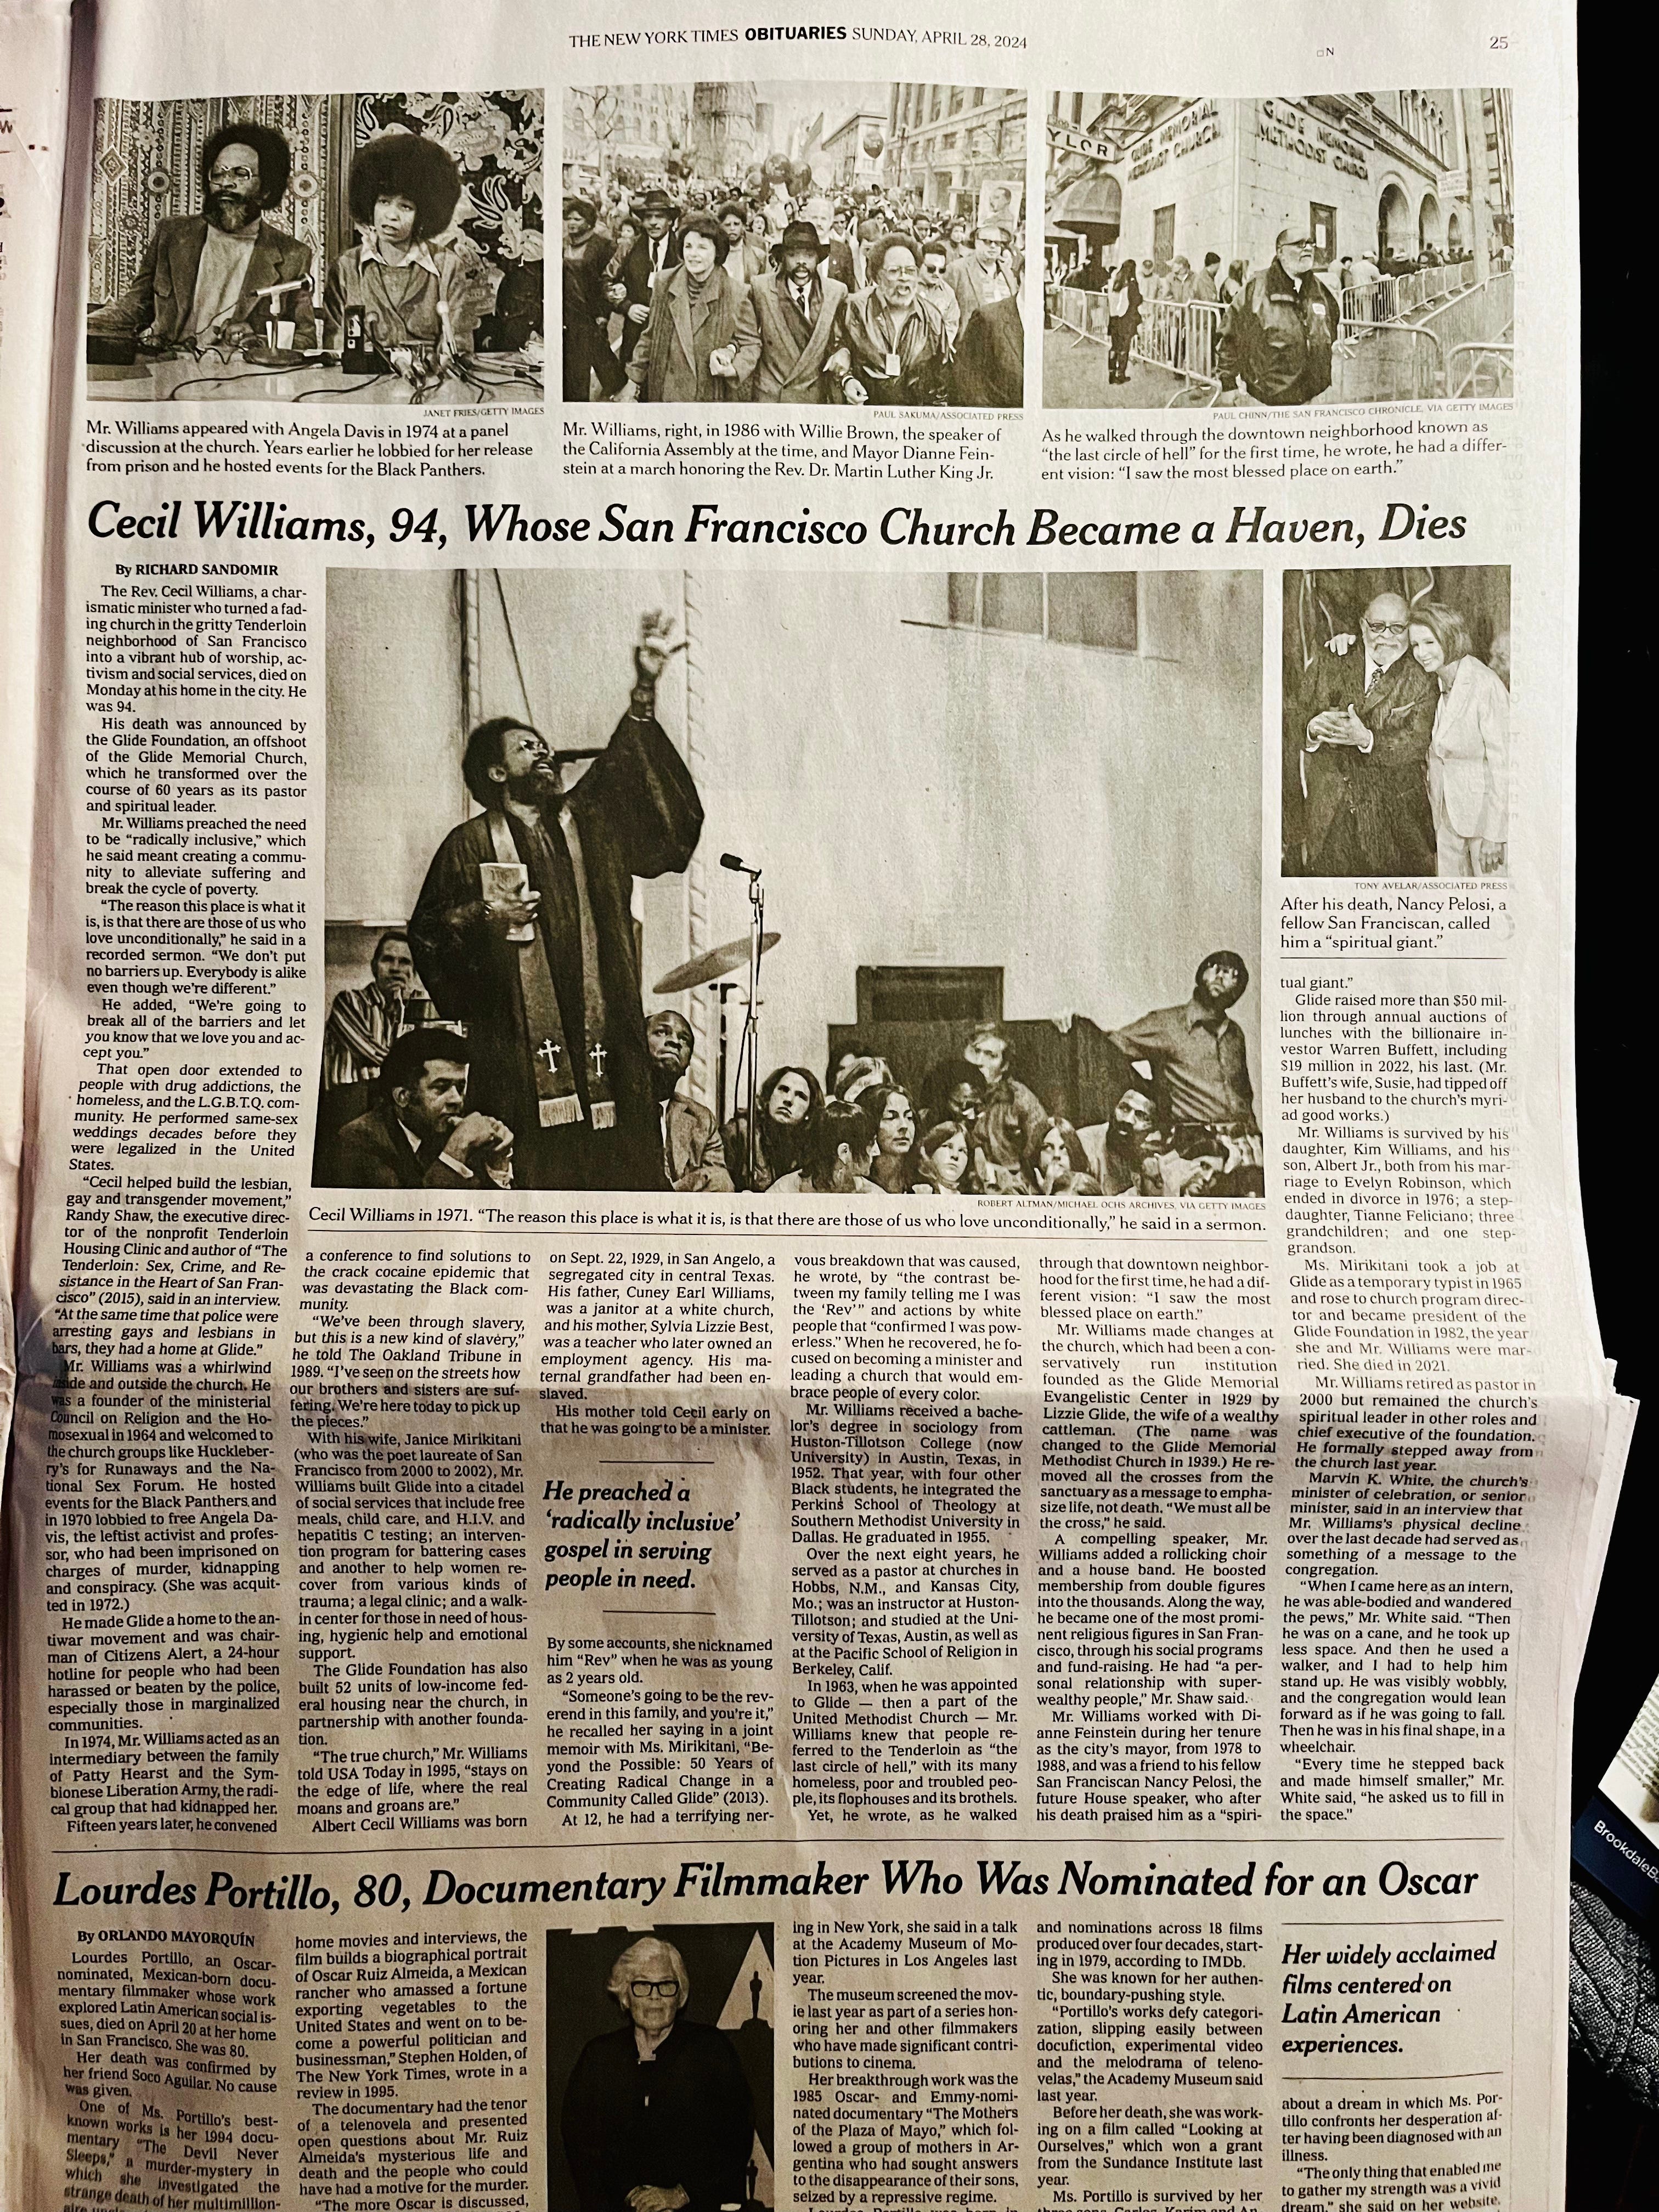 THE NEW YORK TIMES OBITUARIES SUNDAY, APRIL 28, 2024
N
25
YLOR
GLIDE MEMORIAL
METHODIST CHURCH
GLIDE MEMORIAL
METHODIST CHURCH
JANET FRIES/GETTY IMAGES
Mr. Williams appeared with Angela Davis in 1974 at a panel
discussion at the church. Years earlier he lobbied for her release
from prison and he hosted events for the Black Panthers.
PAUL SAKUMA/ASSOCIATED PRESS
Mr. Williams, right, in 1986 with Willie Brown, the speaker of
the California Assembly at the time, and Mayor Dianne Fein-
stein at a march honoring the Rev. Dr. Martin Luther King Jr.
PAUL CHINN/THE SAN FRANCISCO CHRONICLE, VIA GETTY IMAGES
As he walked through the downtown neighborhood known as
“the last circle of hell” for the first time, he wrote, he had a differ-
ent vision: “I saw the most blessed place on earth.”
Cecil Williams, 94, Whose San Francisco Church Became a Haven, Dies
By RICHARD SANDOMIR
The Rev. Cecil Williams, a char-
ismatic minister who turned a fad-
ing church in the gritty Tenderloin
neighborhood of San Francisco
into a vibrant hub of worship, ac-
tivism and social services, died on
Monday at his home in the city. He
was 94.
His death was announced by
the Glide Foundation, an offshoot
of the Glide Memorial Church,
which he transformed over the
course of 60 years as its pastor
and spiritual leader.
Mr. Williams preached the need
to be “radically inclusive,” which
he said meant creating a commu-
nity to alleviate suffering and
break the cycle of poverty.
“The reason this place is what it
is, is that there are those of us who
love unconditionally,” he said in a
recorded sermon. “We don’t put
no barriers up. Everybody is alike
even though we’re different.”
He added, “We’re going to
break all of the barriers and let
you know that we love you and ac-
cept you.”
That open door extended to
people with drug addictions, the
homeless, and the L.G.B.T.Q. com-
munity. He performed same-sex
weddings decades before they
were legalized in the United
States.
“Cecil helped build the lesbian,
gay and transgender movement,”
Randy Shaw, the executive direc-
tor of the nonprofit Tenderloin
Housing Clinic and author of “The
Tenderloin: Sex, Crime, and Re-
sistance in the Heart of San Fran-
cisco” (2015), said in an interview.
“At the same time that police were
arresting gays and lesbians in
bars, they had a home at Glide.”
Mr. Williams was a whirlwind
inside and outside the church. He
was a founder of the ministerial
Council on Religion and the Ho-
mosexual in 1964 and welcomed to
the church groups like Huckleber-
ry’s for Runaways and the Na-
tional Sex Forum. He hosted
events for the Black Panthers and
in 1970 lobbied to free Angela Da-
vis, the leftist activist and profes-
sor, who had been imprisoned on
charges of murder, kidnapping
and conspiracy. (She was acquit-
ted in 1972.)
He made Glide a home to the an-
tiwar movement and was chair-
man of Citizens Alert, a 24-hour
hotline for people who had been
harassed or beaten by the police,
especially those in marginalized
communities.
In 1974, Mr. Williams acted as an
intermediary between the family
of Patty Hearst and the Sym-
bionese Liberation Army, the radi-
cal group that had kidnapped her.
Fifteen years later, he convened
ROBERT ALTMAN/MICHAEL OCHS ARCHIVES, VIA GETTY IMAGES
Cecil Williams in 1971. “The reason this place is what it is, is that there are those of us who love unconditionally,” he said in a sermon.
a conference to find solutions to
the crack cocaine epidemic that
was devastating the Black com-
munity.
“We’ve been through slavery,
but this is a new kind of slavery,”
he told The Oakland Tribune in
1989. “I’ve seen on the streets how
our brothers and sisters are suf-
fering. We’re here today to pick up
the pieces.”
With his wife, Janice Mirikitani
(who was the poet laureate of San
Francisco from 2000 to 2002), Mr.
Williams built Glide into a citadel
of social services that include free
meals, child care, and H.I.V. and
hepatitis C testing; an interven-
tion program for battering cases
and another to help women re-
cover from various kinds of
trauma; a legal clinic; and a walk-
in center for those in need of hous-
ing, hygienic help and emotional
support.
The Glide Foundation has also
built 52 units of low-income fed-
eral housing near the church, in
partnership with another founda-
tion.
“The true church,” Mr. Williams
told USA Today in 1995, “stays on
the edge of life, where the real
moans and groans are.”
Albert Cecil Williams was born
on Sept. 22, 1929, in San Angelo, a
segregated city in central Texas.
His father, Cuney Earl Williams,
was a janitor at a white church,
and his mother, Sylvia Lizzie Best,
was a teacher who later owned an
employment agency. His ma-
ternal grandfather had been en-
slaved.
His mother told Cecil early on
that he was going to be a minister.
He preached a
‘radically inclusive’
gospel in serving
people in need.
By some accounts, she nicknamed
him “Rev” when he was as young
as 2 years old.
“Someone’s going to be the rev-
erend in this family, and you’re it,”
he recalled her saying in a joint
memoir with Ms. Mirikitani, “Be-
yond the Possible: 50 Years of
Creating Radical Change in a
Community Called Glide” (2013).
At 12, he had a terrifying ner-
vous breakdown that was caused,
he wrote, by “the contrast be-
tween my family telling me I was
the ‘Rev’” and actions by white
people that “confirmed I was pow-
erless.” When he recovered, he fo-
cused on becoming a minister and
leading a church that would em-
brace people of every color.
Mr. Williams received a bache-
lor’s degree in sociology from
Huston-Tillotson College (now
University) in Austin, Texas, in
1952. That year, with four other
Black students, he integrated the
Perkins School of Theology at
Southern Methodist University in
Dallas. He graduated in 1955.
Over the next eight years, he
served as a pastor at churches in
Hobbs, N.M., and Kansas City,
Mo.; was an instructor at Huston-
Tillotson; and studied at the Uni-
versity of Texas, Austin, as well as
at the Pacific School of Religion in
Berkeley, Calif.
In 1963, when he was appointed
to Glide — then a part of the
United Methodist Church — Mr.
Williams knew that people re-
ferred to the Tenderloin as “the
last circle of hell,” with its many
homeless, poor and troubled peo-
ple, its flophouses and its brothels.
Yet, he wrote, as he walked
through that downtown neighbor-
hood for the first time, he had a dif-
ferent vision: “I saw the most
blessed place on earth.”
Mr. Williams made changes at
the church, which had been a con-
servatively run institution
founded as the Glide Memorial
Evangelistic Center in 1929 by
Lizzie Glide, the wife of a wealthy
cattleman. (The name was
changed to the Glide Memorial
Methodist Church in 1939.) He re-
moved all the crosses from the
sanctuary as a message to empha-
size life, not death. “We must all be
the cross,” he said.
A compelling speaker, Mr.
Williams added a rollicking choir
and a house band. He boosted
membership from double figures
into the thousands. Along the way,
he became one of the most promi-
nent religious figures in San Fran-
cisco, through his social programs
and fund-raising. He had “a per-
sonal relationship with super-
wealthy people,” Mr. Shaw said.
Mr. Williams worked with Di-
anne Feinstein during her tenure
as the city’s mayor, from 1978 to
1988, and was a friend to his fellow
San Franciscan Nancy Pelosi, the
future House speaker, who after
his death praised him as a “spiri-
TONY AVELAR/ASSOCIATED PRESS
After his death, Nancy Pelosi, a
fellow San Franciscan, called
him a “spiritual giant.”
tual giant.”
Glide raised more than $50 mil-
lion through annual auctions of
lunches with the billionaire in-
vestor Warren Buffett, including
$19 million in 2022, his last. (Mr.
Buffett’s wife, Susie, had tipped off
her husband to the church’s myri-
ad good works.)
Mr. Williams is survived by his
daughter, Kim Williams, and his
son, Albert Jr., both from his mar-
riage to Evelyn Robinson, which
ended in divorce in 1976; a step-
daughter, Tianne Feliciano; three
grandchildren; and one step-
grandson.
Ms. Mirikitani took a job at
Glide as a temporary typist in 1965
and rose to church program direc-
tor and became president of the
Glide Foundation in 1982, the year
she and Mr. Williams were mar-
ried. She died in 2021.
Mr. Williams retired as pastor in
2000 but remained the church’s
spiritual leader in other roles and
chief executive of the foundation.
He formally stepped away from
the church last year.
Marvin K. White, the church’s
minister of celebration, or senior
minister, said in an interview that
Mr. Williams’s physical decline
over the last decade had served as
something of a message to the
congregation.
“When I came here as an intern,
he was able-bodied and wandered
the pews,” Mr. White said. “Then
he was on a cane, and he took up
less space. And then he used a
walker, and I had to help him
stand up. He was visibly wobbly,
and the congregation would lean
forward as if he was going to fall.
Then he was in his final shape, in a
wheelchair.
“Every time he stepped back
and made himself smaller,” Mr.
White said, “he asked us to fill in
the space.”
Lourdes Portillo, 80, Documentary Filmmaker Who Was Nominated for an Oscar
By ORLANDO MAYORQUÍN
Lourdes Portillo, an Oscar-
nominated, Mexican-born docu-
mentary filmmaker whose work
explored Latin American social is-
sues, died on April 20 at her home
in San Francisco. She was 80.
Her death was confirmed by
her friend Soco Aguilar. No cause
was given.
One of Ms. Portillo’s best-
known works is her 1994 docu-
mentary “The Devil Never
Sleeps,” a murder-mystery in
which she investigated the
strange death of her multimillion-
home movies and interviews, the
film builds a biographical portrait
of Oscar Ruiz Almeida, a Mexican
rancher who amassed a fortune
exporting vegetables to the
United States and went on to be-
come a powerful politician and
businessman,” Stephen Holden, of
The New York Times, wrote in a
review in 1995.
The documentary had the tenor
of a telenovela and presented
open questions about Mr. Ruiz
Almeida’s mysterious life and
death and the people who could
have had a motive for the murder.
“The more Oscar is discussed,
ing in New York, she said in a talk
at the Academy Museum of Mo-
tion Pictures in Los Angeles last
year.
The museum screened the mov-
ie last year as part of a series hon-
oring her and other filmmakers
who have made significant contri-
butions to cinema.
Her breakthrough work was the
1985 Oscar- and Emmy-nomi-
nated documentary “The Mothers
of the Plaza de Mayo,” which fol-
lowed a group of mothers in Ar-
gentina who had sought answers
to the disappearance of their sons,
seized by a repressive regime.
and nominations across 18 films
produced over four decades, start-
ing in 1979, according to IMDb.
She was known for her authen-
tic, boundary-pushing style.
“Portillo’s works defy categori-
zation, slipping easily between
docufiction, experimental video
and the melodrama of teleno-
velas,” the Academy Museum said
last year.
Before her death, she was work-
ing on a film called “Looking at
Ourselves,” which won a grant
from the Sundance Institute last
year.
Ms. Portillo is survived by her
Her widely acclaimed
films centered on
Latin American
experiences.
about a dream in which Ms. Por-
tillo confronts her desperation af-
ter having been diagnosed with an
illness.
“The only thing that enabled me
to gather my strength was a vivid
dream,” she said on her website.